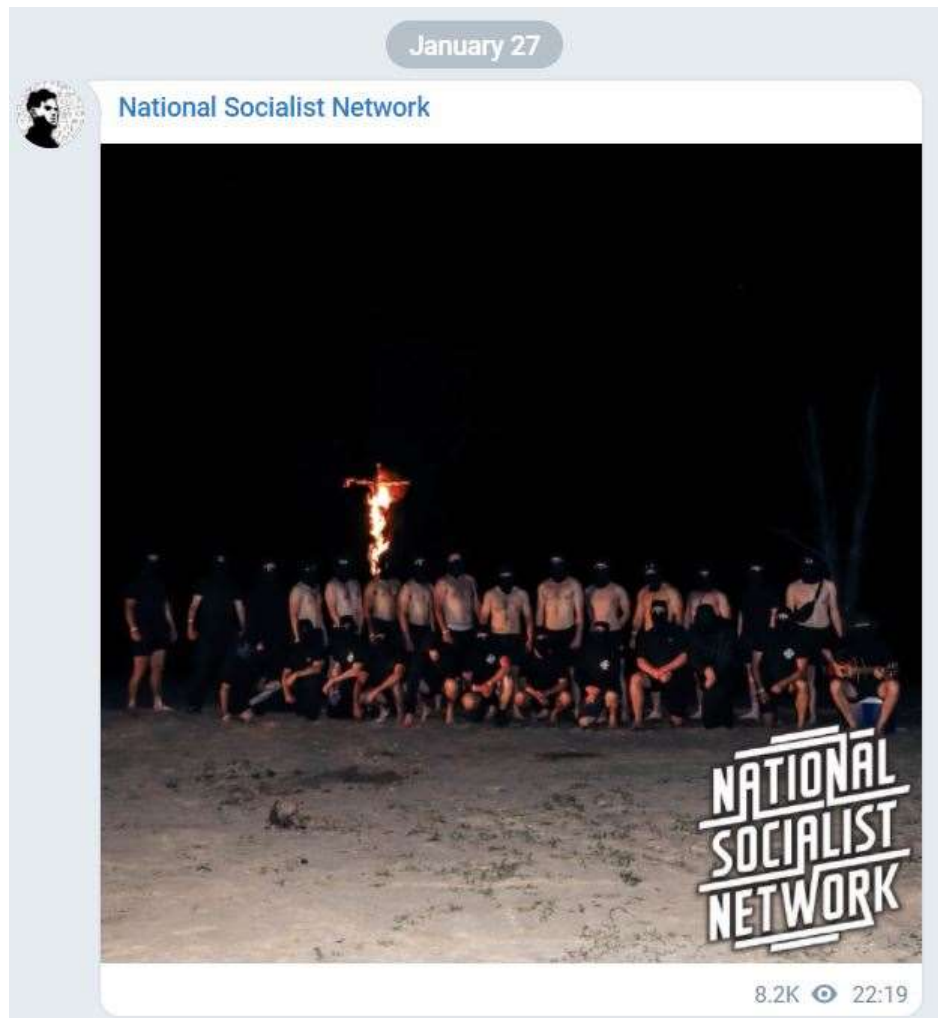 January 27
National Socialist Network
NATIONAL
SOCIALIST
NETWORK
8.2K 22:19